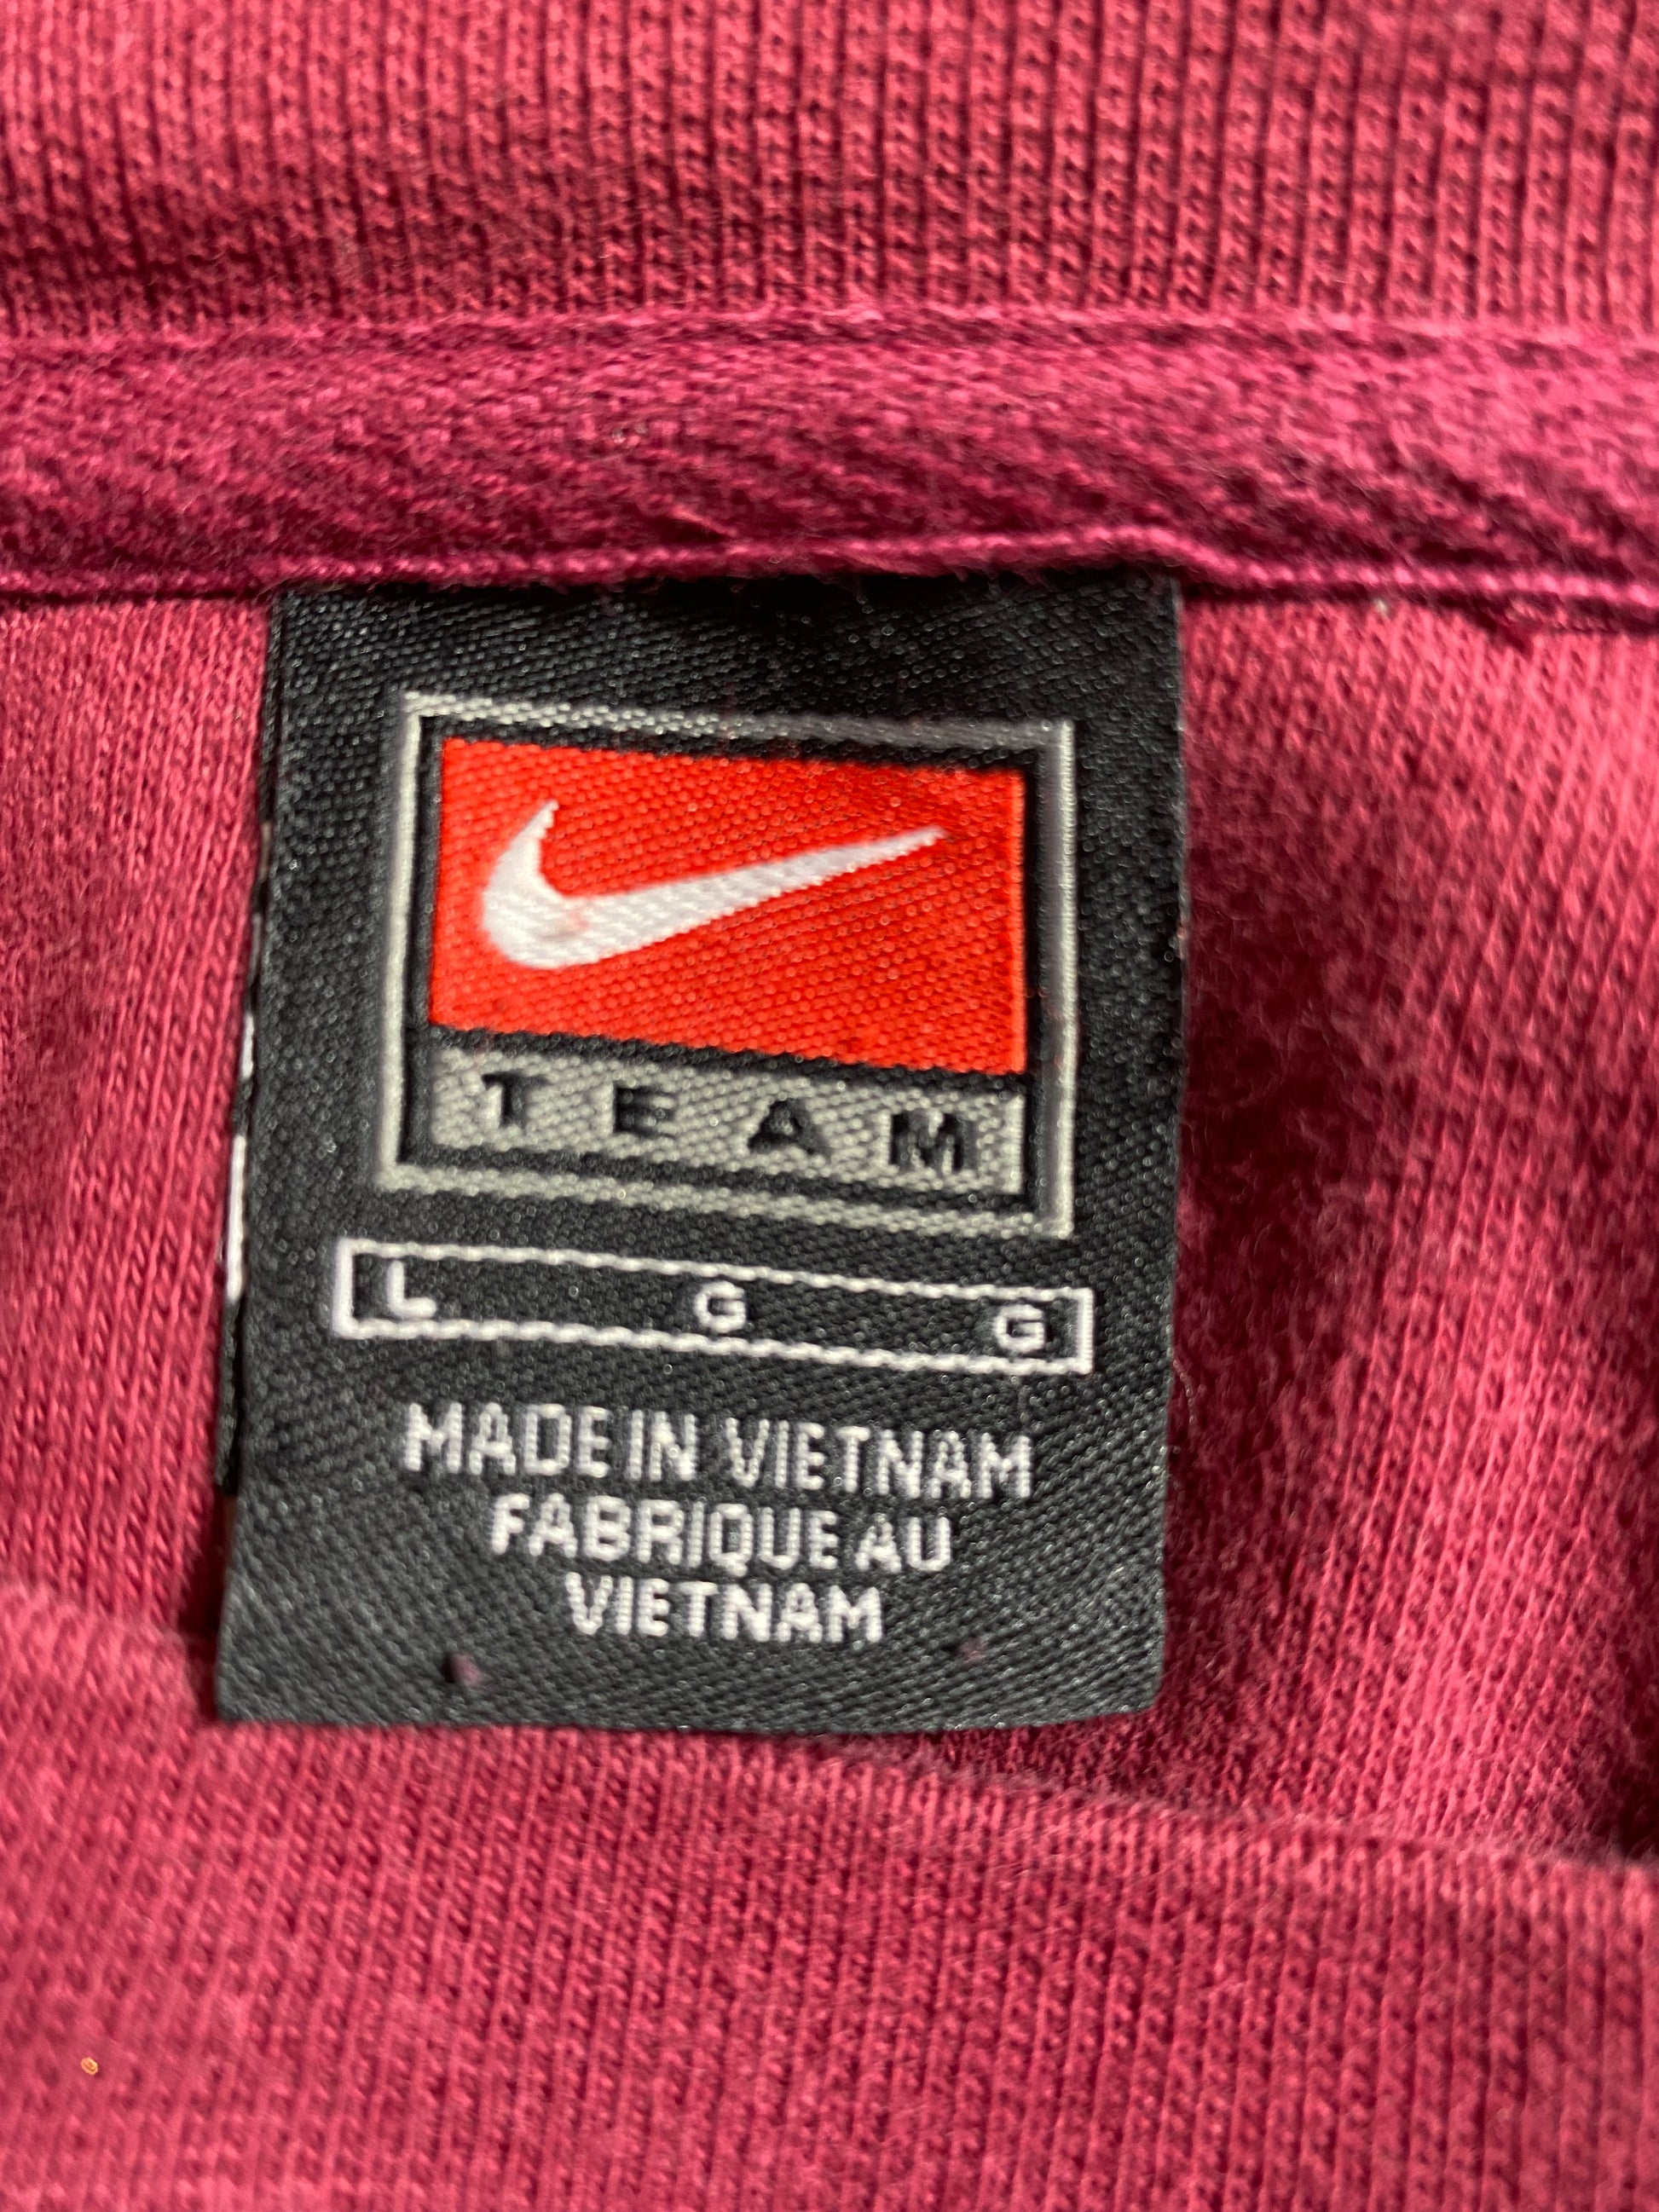 TEAM
L G G
MADE IN VIETNAM
FABRIQUE AU
VIETNAM